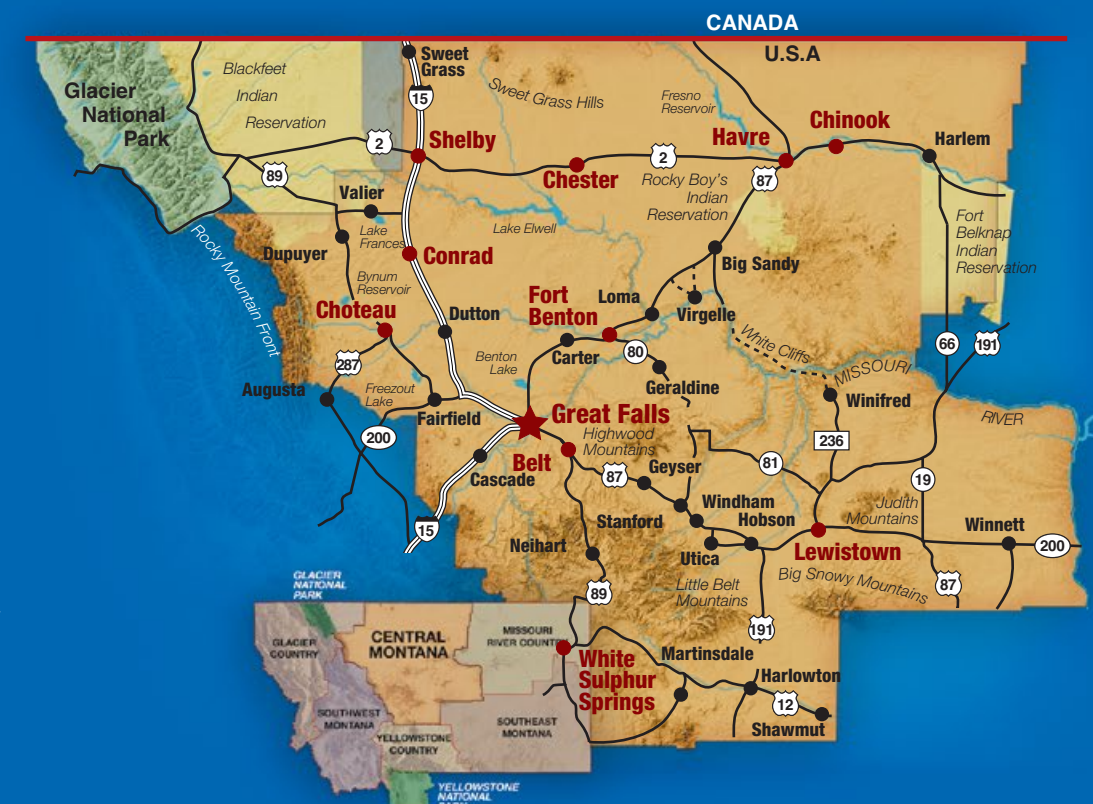 CANADA
U.S.A
Sweet
Grass
15
Blackfeet
Indian
Reservation
Glacier
National
Park
Sweet Grass Hills
Fresno
Reservoir
Havre
Chinook
Harlem
2
Shelby
2
Chester
89
Rocky Boy's
Indian
Reservation
87
Valier
Lake
Frances
Dupuyer
Lake Elwell
Fort
Belknap
Indian
Reservation
Rocky Mountain Front
Conrad
Big Sandy
Bynum
Reservoir
Choteau
Dutton
Fort
Benton
Loma
Virgelle
White Cliffs
66
191
287
Benton
Lake
Carter
80
Geraldine
MISSOURI
RIVER
Augusta
Freezout
Lake
Fairfield
200
Great Falls
Highwood
Mountains
Winifred
236
Belt
Cascade
87
Geyser
81
19
Stanford
Windham
Hobson
Judith
Mountains
Winnett
15
Neihart
Utica
Lewistown
200
Little Belt
Mountains
Big Snowy Mountains
87
89
191
GLACIER
NATIONAL
PARK
GLACIER
COUNTRY
CENTRAL
MONTANA
MISSOURI
RIVER COUNTRY
White
Sulphur
Springs
Martinsdale
Harlowton
12
Shawmut
SOUTHWEST
MONTANA
SOUTHEAST
MONTANA
YELLOWSTONE
COUNTRY
YELLOWSTONE
NATIONAL